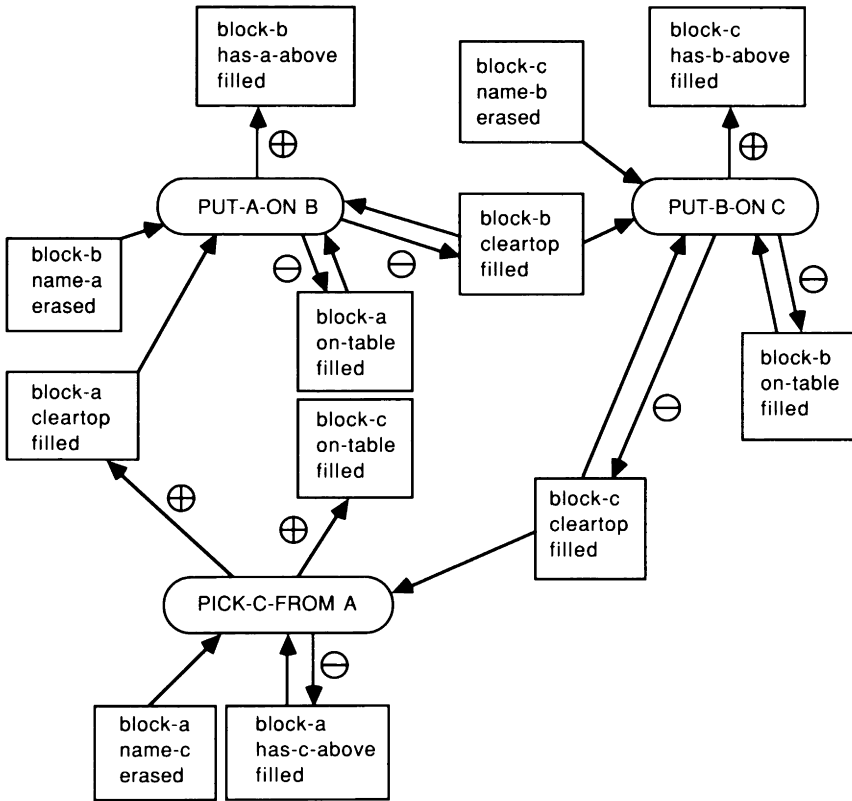 block-b
has-a-above
filled
block-c
has-b-above
filled
block-c
name-b
erased
PUT-A-ON B
PUT-B-ON C
block-b
cleartop
filled
block-b
name-a
erased
block-a
on-table
filled
block-b
on-table
filled
block-a
cleartop
filled
block-c
on-table
filled
block-c
cleartop
filled
PICK-C-FROM A
block-a
name-c
erased
block-a
has-c-above
filled